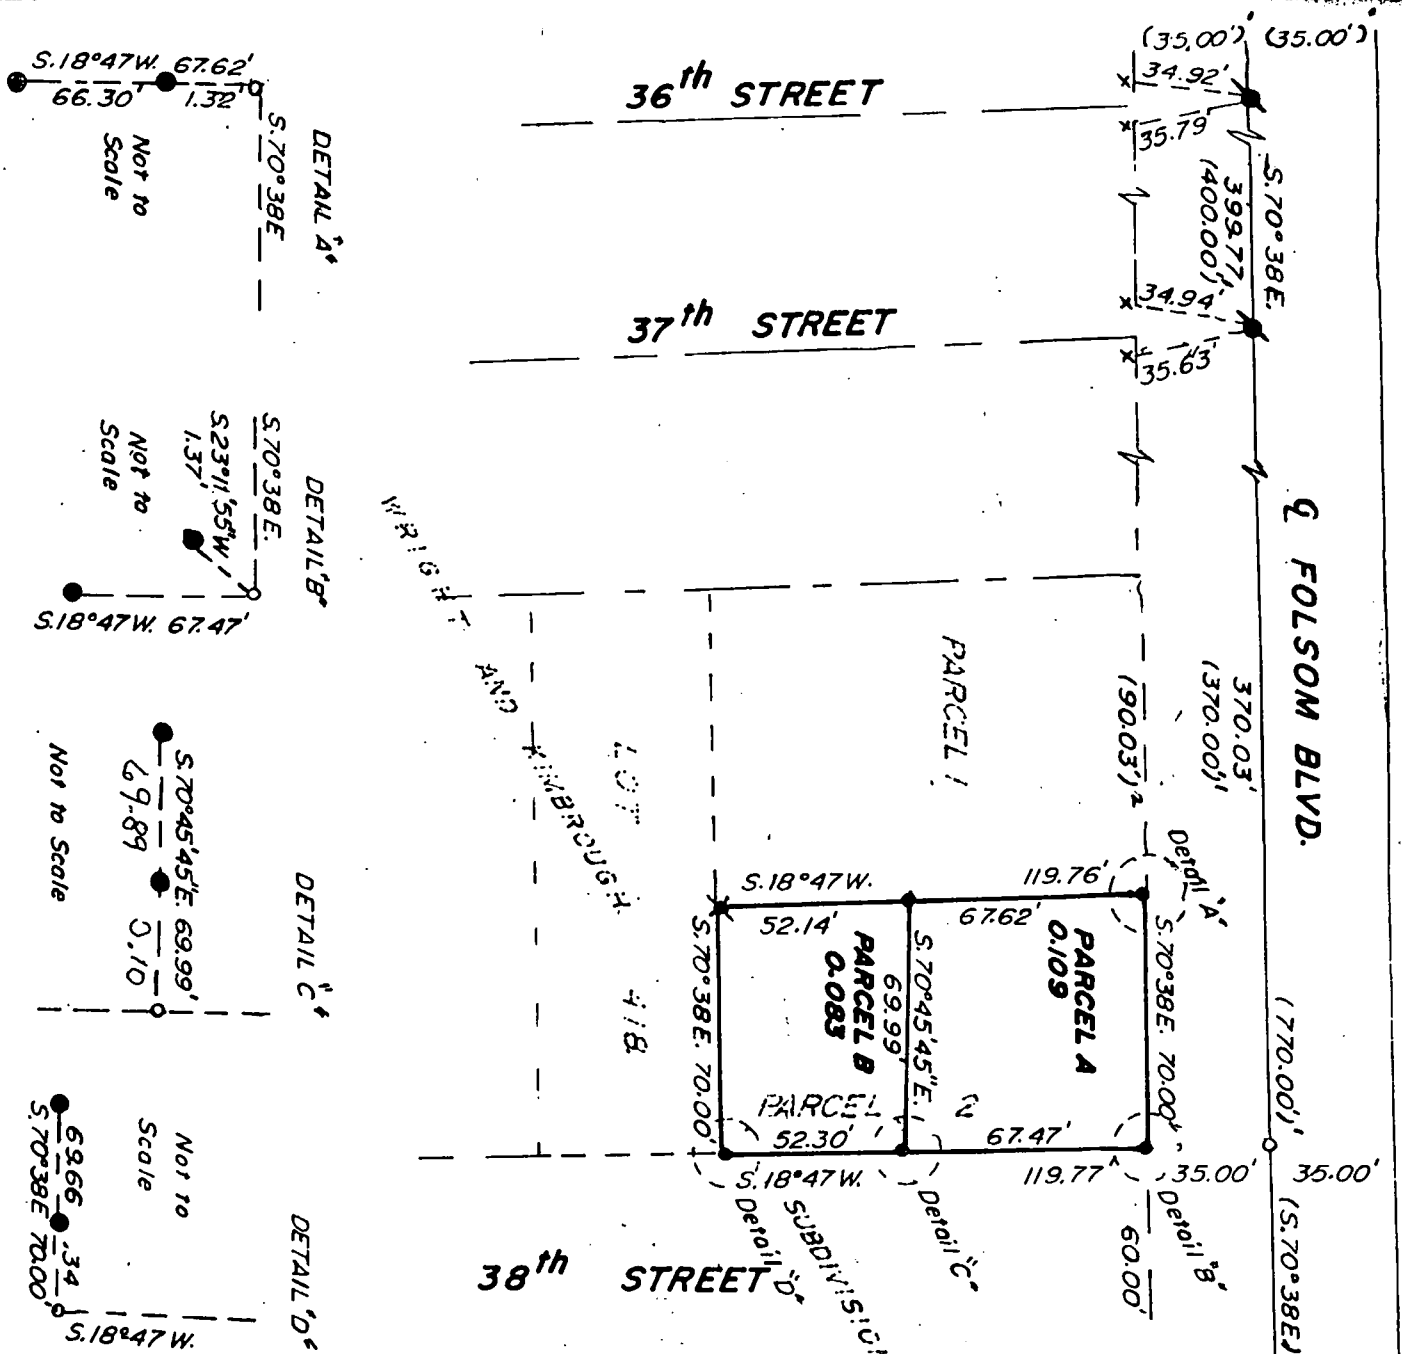 S.18°47W. 67.62'
66.30' 1.32'
S.70°38E
Not to
Scale
DETAIL "A"
36th STREET
(35.00') (35.00')
34.92'
35.79'
S.70°38E.
399.77'
(400.00')1
37th STREET
34.94'
35.63'
DETAIL "B"
S.70°38E.
S.23°11'55"W
1.37'
Not to
Scale
S.18°47W. 67.47'
℄ FOLSOM BLVD.
370.03'
(370.00')1
(190.03')2
PARCEL 1
WRIGHT AND KIMBROUGH
LOT 418
SUBDIVISION
Detail "A"
S.18°47W. 119.76'
52.14' 67.62'
PARCEL A
0.109
S.70°38E. 70.00'
S.70°45'45"E.
69.99'
PARCEL B
0.083
S.70°38E. 70.00'
PARCEL 2
52.30' 67.47'
S.18°47W. 119.77'
35.00' 35.00'
(770.00')1
(S.70°38E)
60.00'
Detail "B"
Detail "C"
Detail "D"
38th STREET
DETAIL "C"
S.70°45'45"E. 69.99'
69.89 0.10
Not to Scale
DETAIL "D"
Not to
Scale
69.66 .34
S.70°38E 70.00'
S.18°47W.